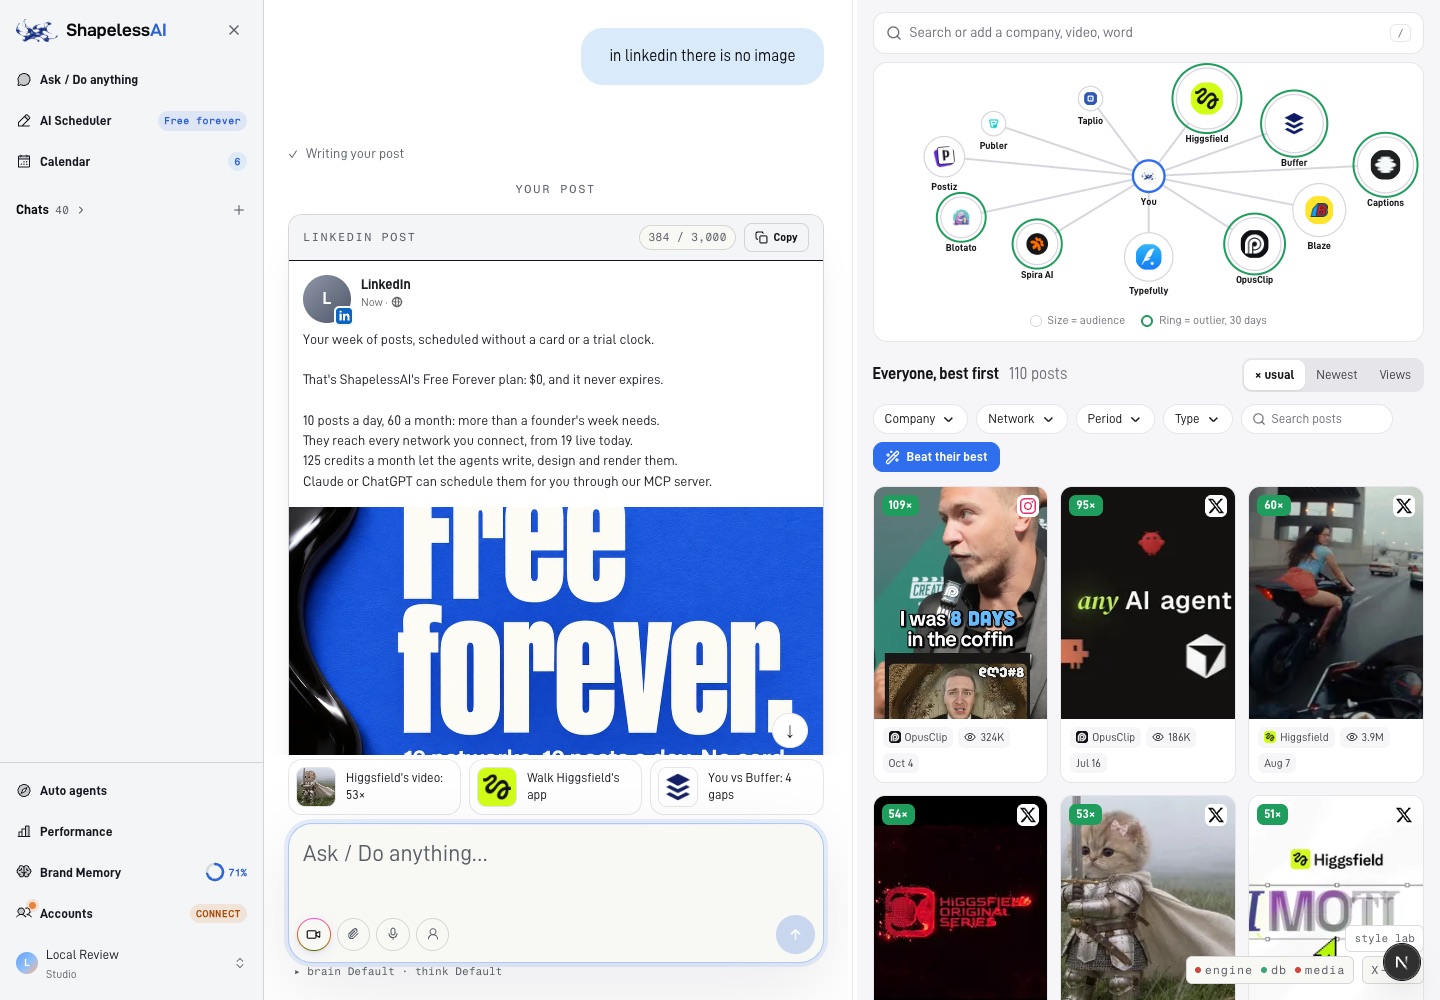 ShapelessAI
Ask / Do anything
AI Scheduler
Free forever
Calendar
6
Chats 40
Auto agents
Performance
Brand Memory
71%
Accounts
CONNECT
L
Local Review
Studio
in linkedin there is no image
Writing your post
YOUR POST
LINKEDIN POST
384 / 3,000
Copy
L
in
LinkedIn
Now ·
Your week of posts, scheduled without a card or a trial clock.
That's ShapelessAI's Free Forever plan: $0, and it never expires.
10 posts a day, 60 a month: more than a founder's week needs.
They reach every network you connect, from 19 live today.
125 credits a month let the agents write, design and render them.
Claude or ChatGPT can schedule them for you through our MCP server.
Free
forever.
19 networks. 10 posts a day. No card.
Higgsfield's video:
53×
Walk Higgsfield's
app
You vs Buffer: 4
gaps
Ask / Do anything...
brain Default · think Default
Search or add a company, video, word
/
Taplio
Higgsfield
Publer
Buffer
Postiz
Captions
You
Blotato
Blaze
Spira AI
OpusClip
Typefully
Size = audience
Ring = outlier, 30 days
Everyone, best first 110 posts
× usual
Newest
Views
Company
Network
Period
Type
Search posts
Beat their best
109×
I was 8 DAYS
in the coffin
OpusClip
324K
Oct 4
95×
any AI agent
OpusClip
186K
Jul 16
60×
Higgsfield
3.9M
Aug 7
54×
HIGGSFIELD
ORIGINAL
SERIES
53×
51×
Higgsfield
style lab
engine
db
media
X
N